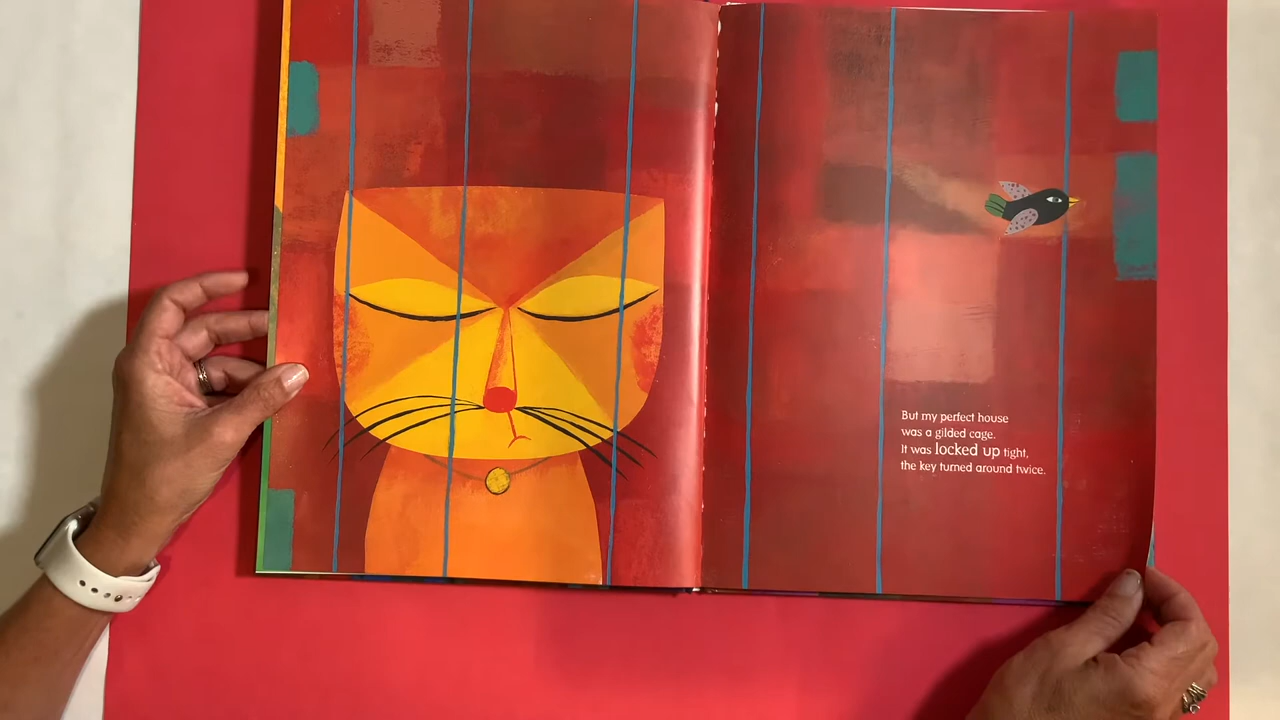 But my perfect house
was a gilded cage.
It was locked up tight,
the key turned around twice.